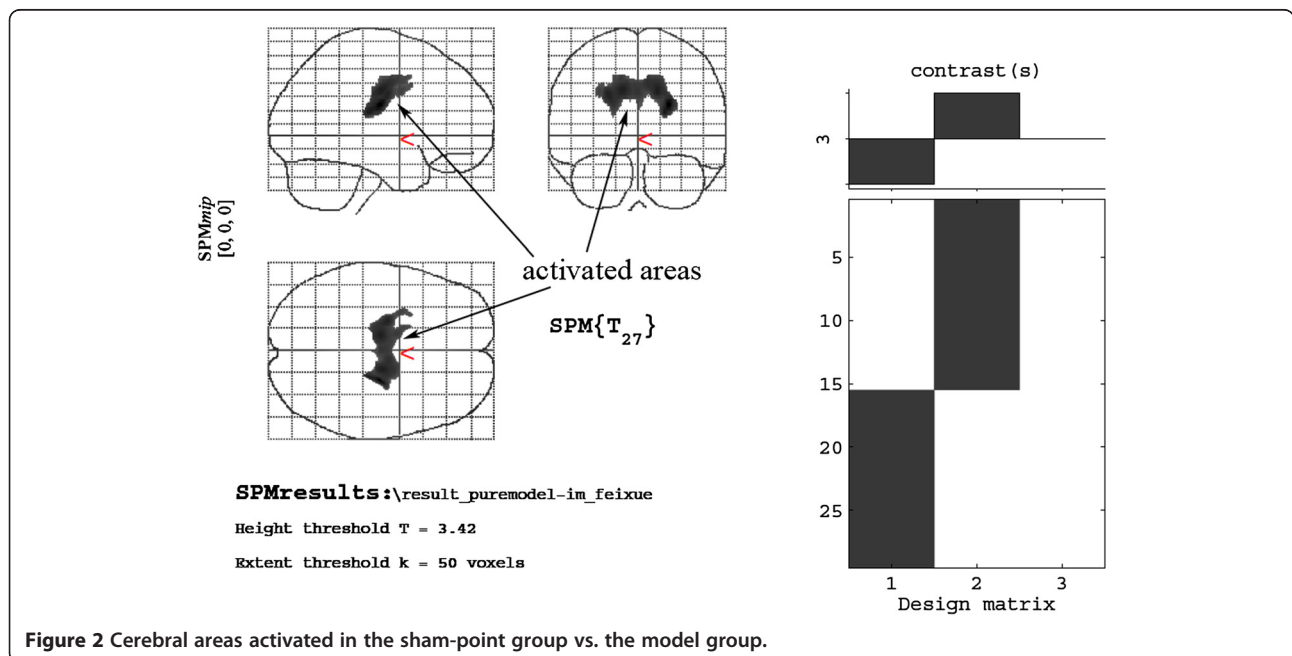 SPMmip
[0, 0, 0]
<
<
<
activated areas
SPM{T27}
SPMresults:\result_puremodel-im_feixue
Height threshold T = 3.42
Extent threshold k = 50 voxels
contrast(s)
3
5
10
15
20
25
1 2 3
Design matrix
Figure 2 Cerebral areas activated in the sham-point group vs. the model group.